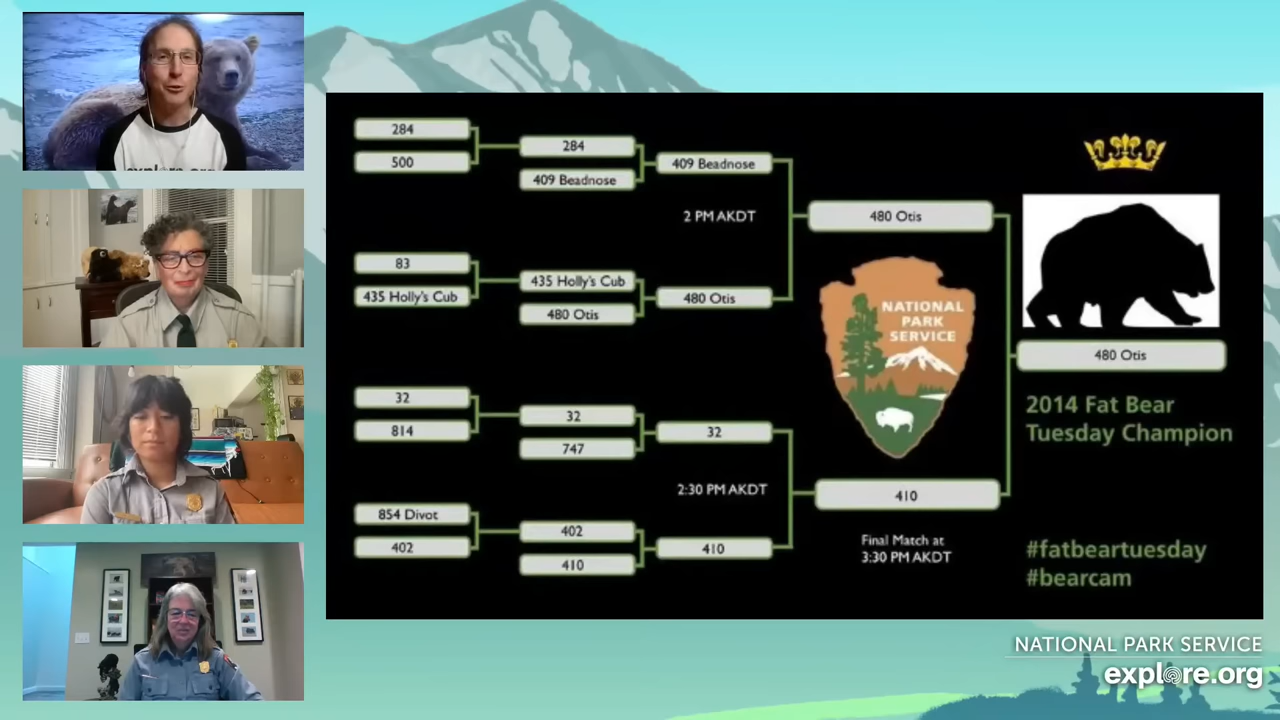 explore.org
284
500
284
409 Beadnose
409 Beadnose
2 PM AKDT
480 Otis
83
435 Holly's Cub
435 Holly's Cub
480 Otis
480 Otis
NATIONAL
PARK
SERVICE
480 Otis
32
814
32
747
32
2:30 PM AKDT
410
854 Divot
402
402
410
410
Final Match at
3:30 PM AKDT
2014 Fat Bear
Tuesday Champion
#fatbeartuesday
#bearcam
NATIONAL PARK SERVICE
explore.org